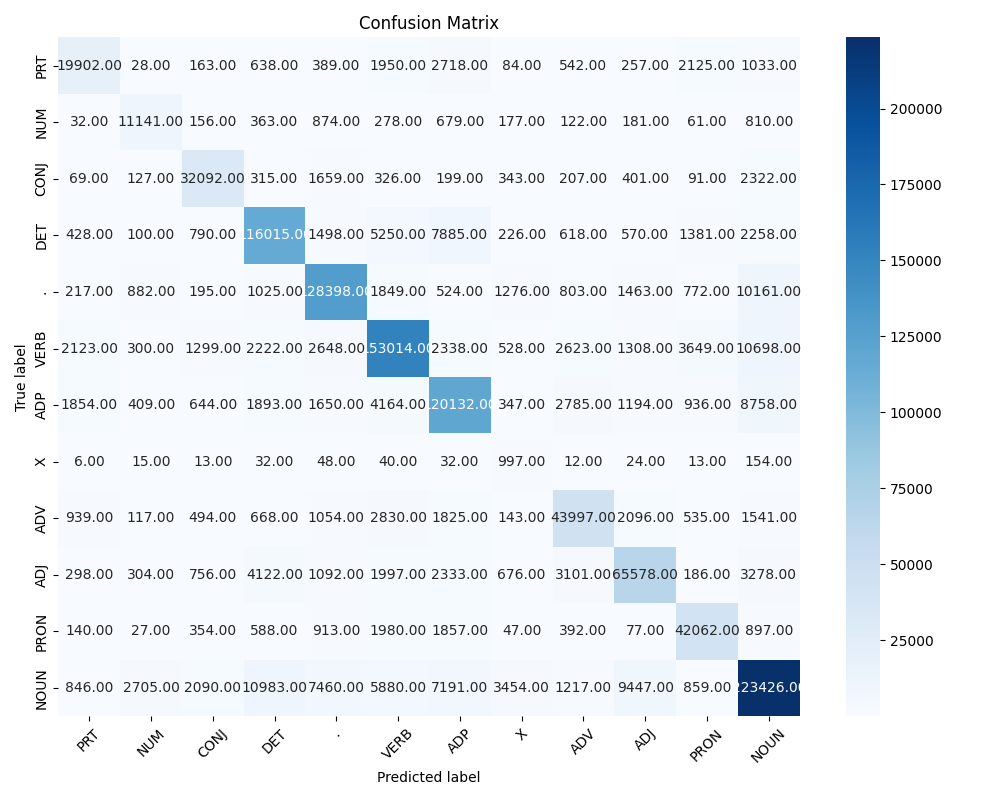 Confusion Matrix
PRT 19902.00 28.00 163.00 638.00 389.00 1950.00 2718.00 84.00 542.00 257.00 2125.00 1033.00
NUM 32.00 11141.00 156.00 363.00 874.00 278.00 679.00 177.00 122.00 181.00 61.00 810.00
CONJ 69.00 127.00 32092.00 315.00 1659.00 326.00 199.00 343.00 207.00 401.00 91.00 2322.00
DET 428.00 100.00 790.00 116015.00 1498.00 5250.00 7885.00 226.00 618.00 570.00 1381.00 2258.00
. 217.00 882.00 195.00 1025.00 128398.00 1849.00 524.00 1276.00 803.00 1463.00 772.00 10161.00
VERB 2123.00 300.00 1299.00 2222.00 2648.00 153014.00 2338.00 528.00 2623.00 1308.00 3649.00 10698.00
ADP 1854.00 409.00 644.00 1893.00 1650.00 4164.00 120132.00 347.00 2785.00 1194.00 936.00 8758.00
X 6.00 15.00 13.00 32.00 48.00 40.00 32.00 997.00 12.00 24.00 13.00 154.00
ADV 939.00 117.00 494.00 668.00 1054.00 2830.00 1825.00 143.00 43997.00 2096.00 535.00 1541.00
ADJ 298.00 304.00 756.00 4122.00 1092.00 1997.00 2333.00 676.00 3101.00 65578.00 186.00 3278.00
PRON 140.00 27.00 354.00 588.00 913.00 1980.00 1857.00 47.00 392.00 77.00 42062.00 897.00
NOUN 846.00 2705.00 2090.00 10983.00 7460.00 5880.00 7191.00 3454.00 1217.00 9447.00 859.00 223426.00
PRT NUM CONJ DET . VERB ADP X ADV ADJ PRON NOUN
Predicted label
True label
200000
175000
150000
125000
100000
75000
50000
25000